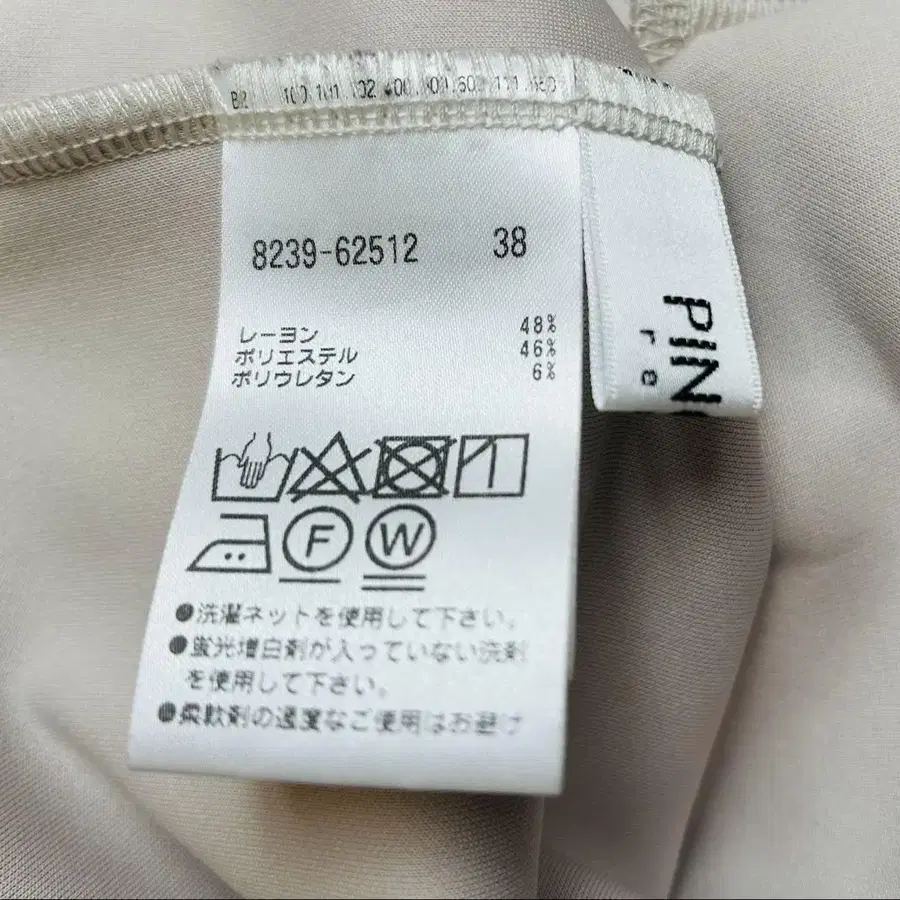 8239-62512 38
レーヨン 48%
ポリエステル 46%
ポリウレタン 6%
F W
●洗濯ネットを使用して下さい。
●蛍光増白剤が入っていない洗剤
を使用して下さい。
●柔軟剤の過度なご使用はお避け
PIN
re